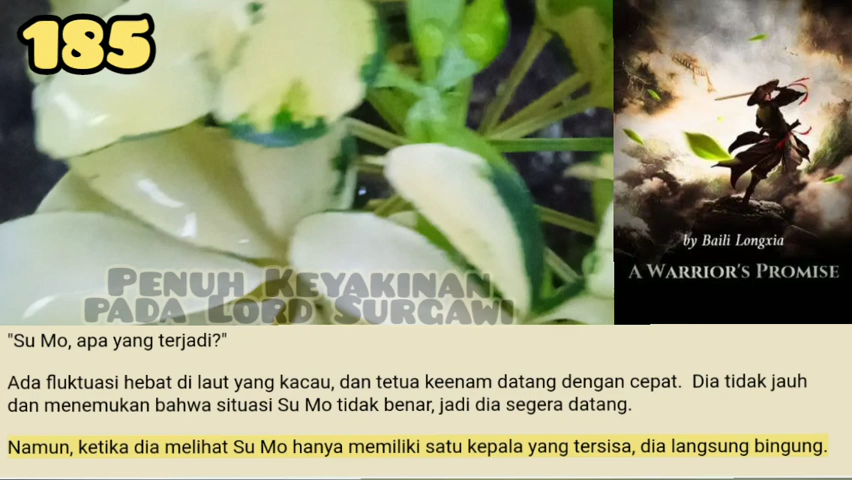 185
PENUH KEYAKINAN
PADA LORD SURGAWI
by Baili Longxia
A WARRIOR'S PROMISE
"Su Mo, apa yang terjadi?"
Ada fluktuasi hebat di laut yang kacau, dan tetua keenam datang dengan cepat. Dia tidak jauh
dan menemukan bahwa situasi Su Mo tidak benar, jadi dia segera datang.
Namun, ketika dia melihat Su Mo hanya memiliki satu kepala yang tersisa, dia langsung bingung.